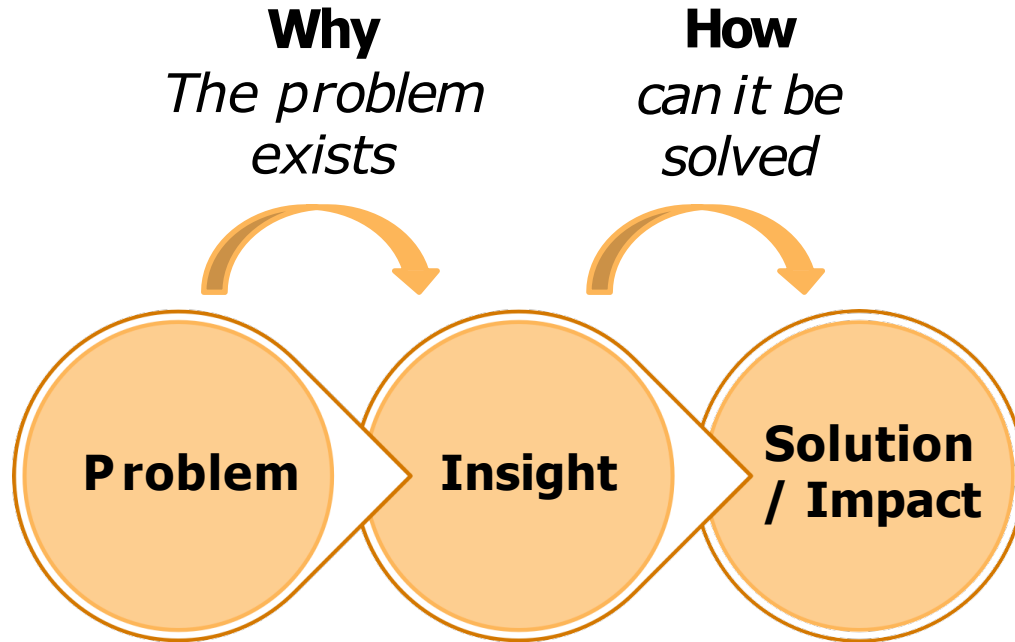 Why
The problem
exists
How
can it be
solved
Problem
Insight
Solution
/ Impact